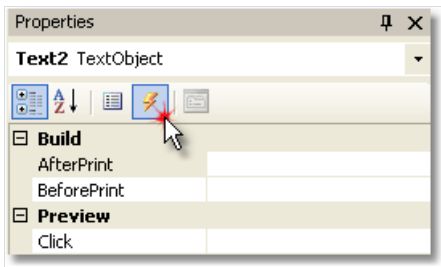 Properties
Text2 TextObject
A
Z
Build
AfterPrint
BeforePrint
Preview
Click